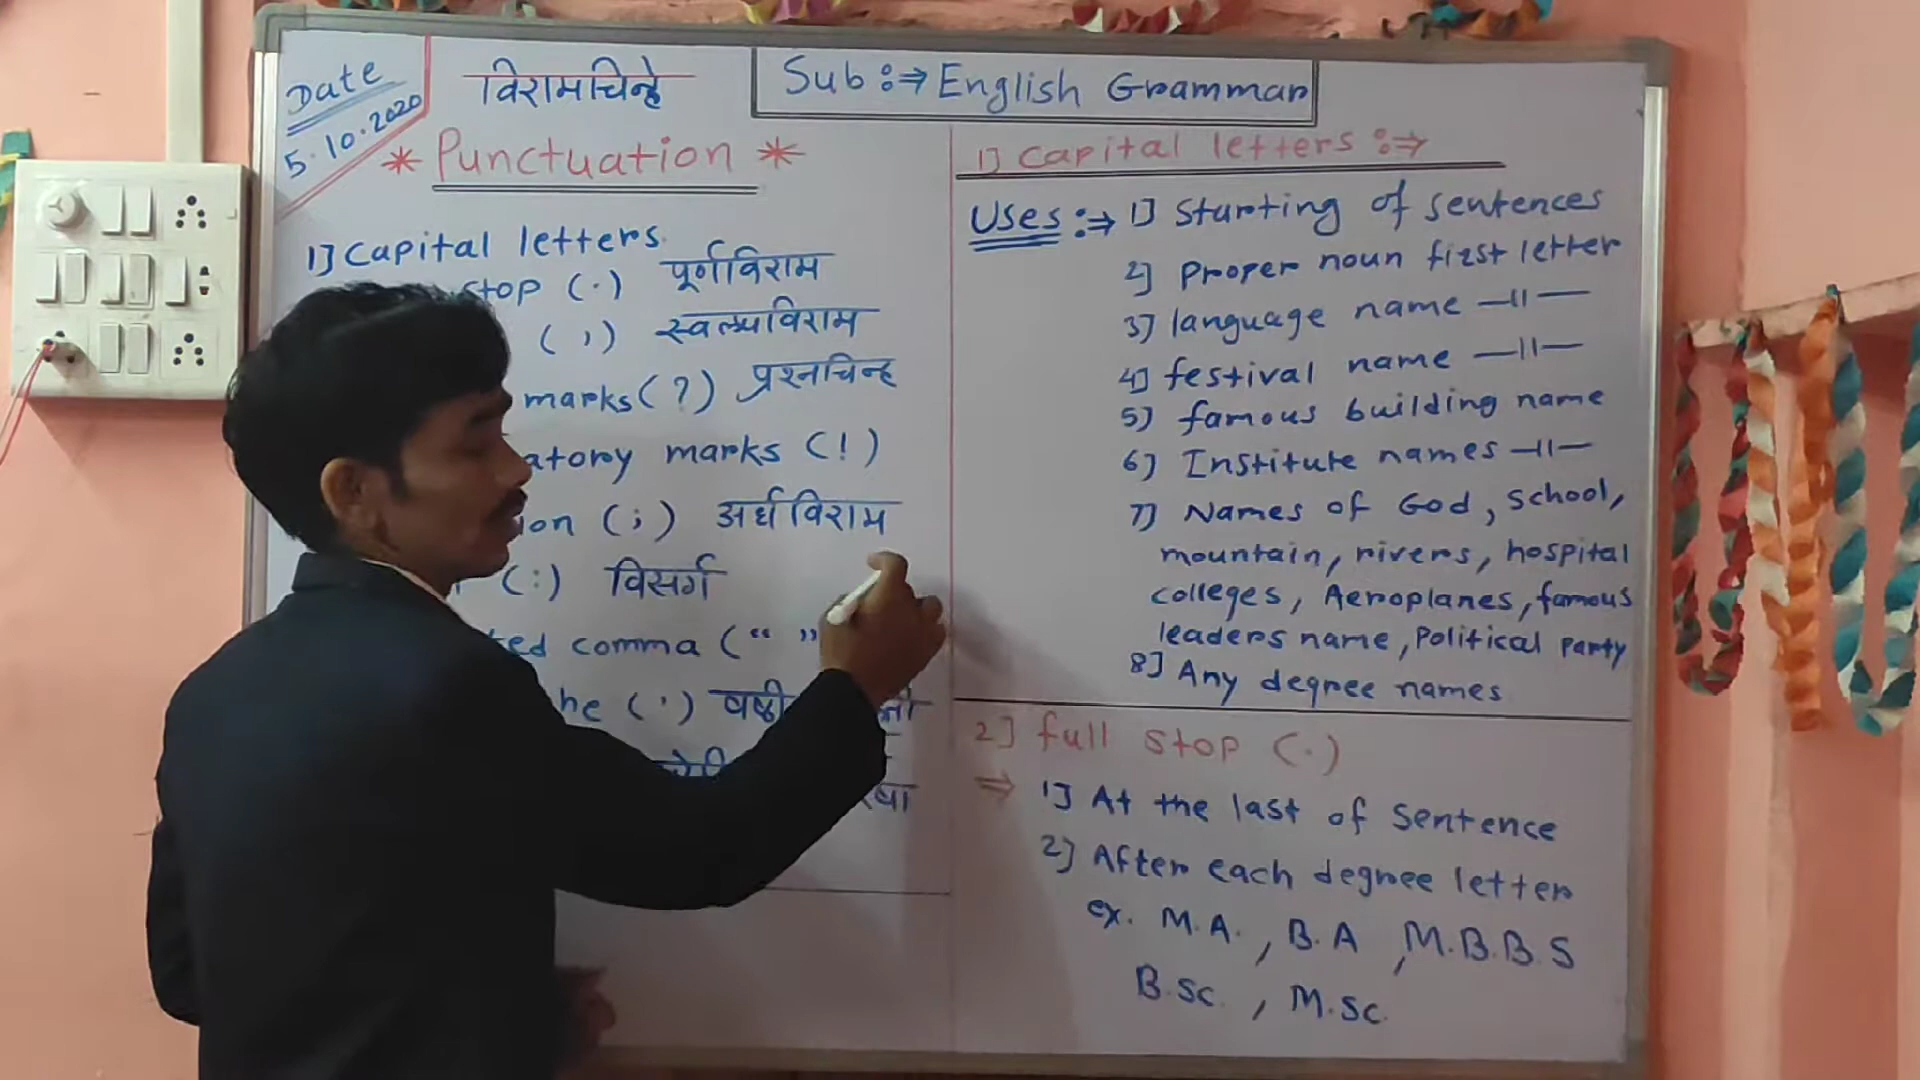 Date
5.10.2020
विरामचिन्हे
Sub :⇒ English Grammar
* Punctuation *
1] Capital letters.
stop (.) पूर्णविराम
(,) स्वल्पविराम
marks (?) प्रश्नचिन्ह
atory marks (!)
ion (;) अर्धविराम
(:) विसर्ग
ted comma (“ ”
he (')
1] Capital letters :⇒
Uses :⇒ 1] Starting of sentences
2] Proper noun first letter
3] language name —11—
4] festival name —11—
5] famous building name
6] Institute names —11—
7] Names of God, School,
mountain, rivers, hospital
colleges, Aeroplanes, famous
leaders name, Political party
8] Any degree names
2] full stop (.)
⇒ 1] At the last of Sentence
2] After each degree letter
ex. M.A. , B.A , M.B.B.S
B.Sc. , M.Sc.